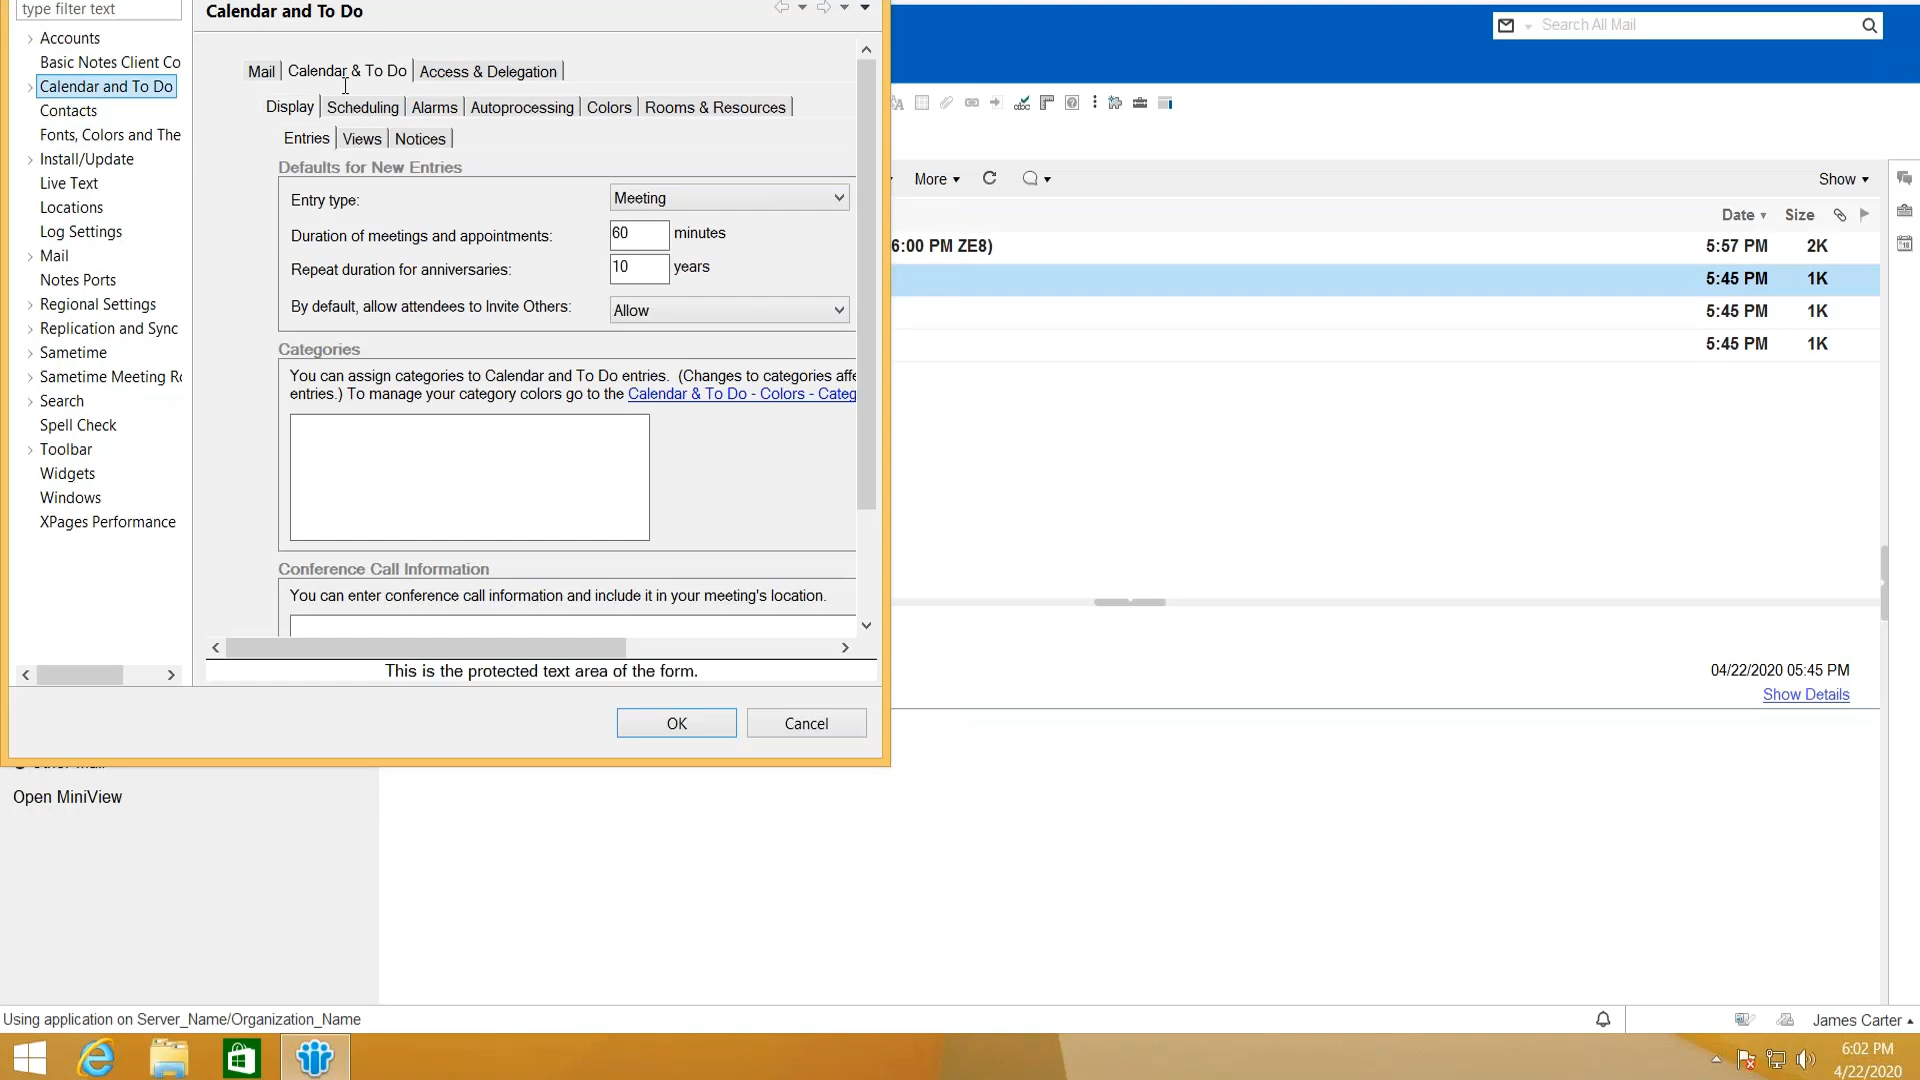 type filter text
Calendar and To Do
Search All Mail
Accounts
Basic Notes Client Co
Calendar and To Do
Contacts
Fonts, Colors and The
Install/Update
Live Text
Locations
Log Settings
Mail
Notes Ports
Regional Settings
Replication and Sync
Sametime
Sametime Meeting Ro
Search
Spell Check
Toolbar
Widgets
Windows
XPages Performance
Mail
Calendar & To Do
Access & Delegation
Display
Scheduling
Alarms
Autoprocessing
Colors
Rooms & Resources
Entries
Views
Notices
Defaults for New Entries
Entry type:
Meeting
Duration of meetings and appointments:
60
minutes
Repeat duration for anniversaries:
10
years
By default, allow attendees to Invite Others:
Allow
Categories
You can assign categories to Calendar and To Do entries. (Changes to categories affe
entries.) To manage your category colors go to the Calendar & To Do - Colors - Categ
Conference Call Information
You can enter conference call information and include it in your meeting's location.
This is the protected text area of the form.
OK
Cancel
More
Show
Date
Size
6:00 PM ZE8)
5:57 PM
2K
5:45 PM
1K
5:45 PM
1K
5:45 PM
1K
04/22/2020 05:45 PM
Show Details
Open MiniView
Using application on Server_Name/Organization_Name
James Carter
6:02 PM
4/22/2020